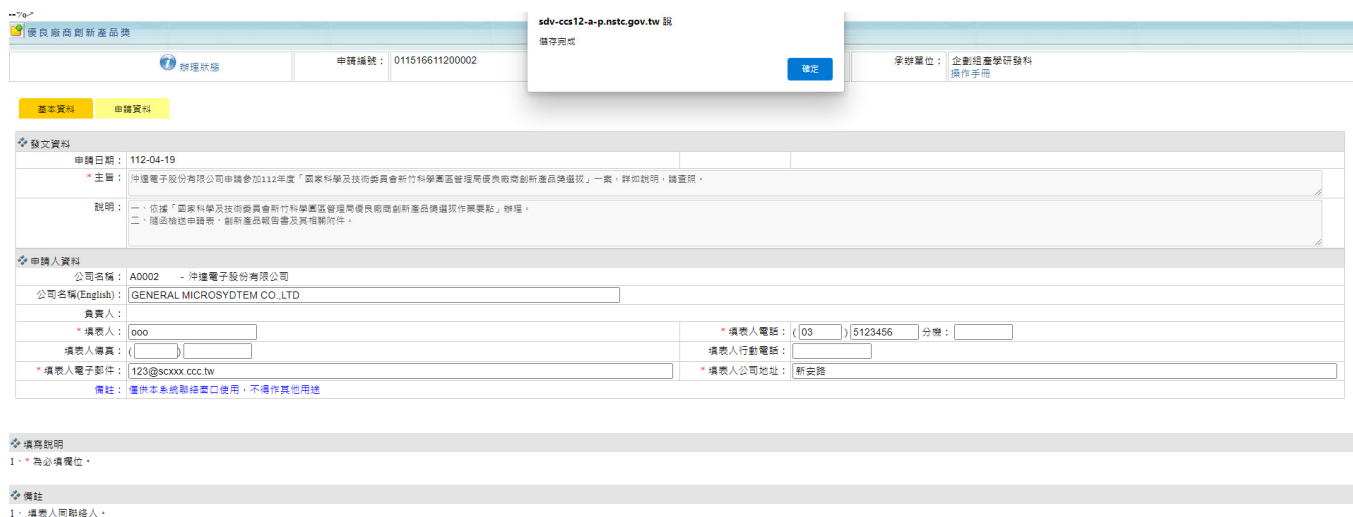 --%>
sdv-ccs12-a-p.nstc.gov.tw 說
儲存完成
確定
優良廠商創新產品獎
辦理狀態 申請編號： 011516611200002 承辦單位： 企劃組產學研發科
操作手冊
基本資料 申請資料
發文資料
申請日期： 112-04-19
* 主旨： 沖達電子股份有限公司申請參加112年度「國家科學及技術委員會新竹科學園區管理局優良廠商創新產品獎選拔」一案，詳如說明，請查照。
說明： 一、依據「國家科學及技術委員會新竹科學園區管理局優良廠商創新產品獎選拔作業要點」辦理。
二、隨函檢送申請表、創新產品報告書及其相關附件。
申請人資料
公司名稱： A0002 - 沖達電子股份有限公司
公司名稱(English)： GENERAL MICROSYDTEM CO.,LTD
負責人：
* 填表人： ooo * 填表人電話： ( 03 ) 5123456 分機：
填表人傳真： ( ) 填表人行動電話：
* 填表人電子郵件： 123@scxxx.ccc.tw * 填表人公司地址： 新安路
備註： 僅供本系統聯絡窗口使用，不得作其他用途
填寫說明
1、* 為必填欄位。
備註
1、 填表人同聯絡人。